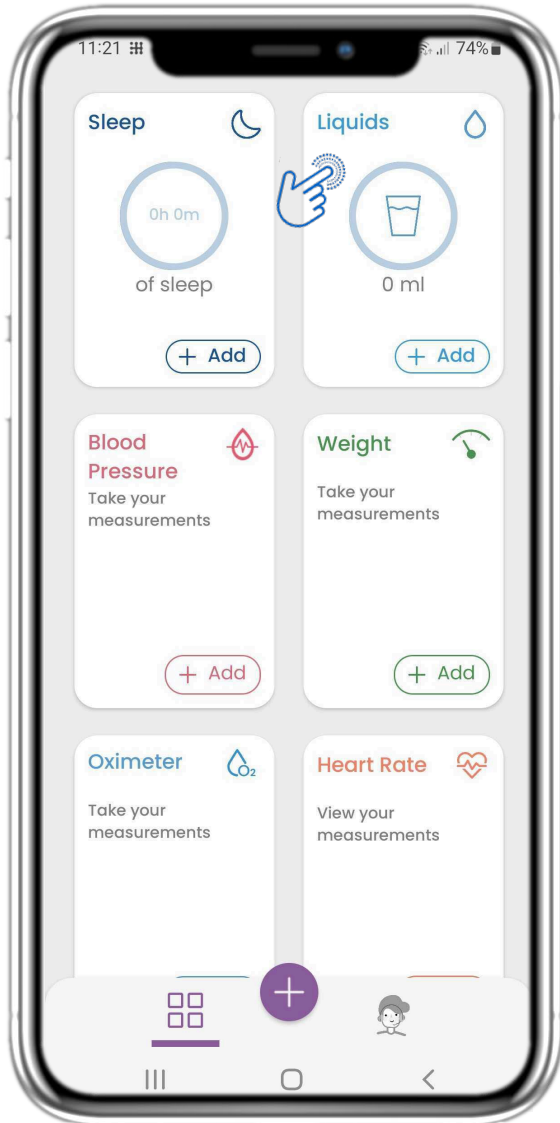 11:21
74%
Sleep
0h 0m
of sleep
+ Add
Liquids
0 ml
+ Add
Blood
Pressure
Take your
measurements
+ Add
Weight
Take your
measurements
+ Add
Oximeter
O2
Take your
measurements
Heart Rate
View your
measurements